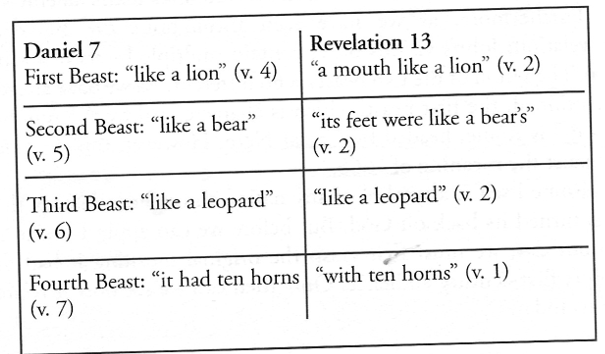 Daniel 7
First Beast: “like a lion” (v. 4)
Revelation 13
“a mouth like a lion” (v. 2)
Second Beast: “like a bear”
(v. 5)
“its feet were like a bear’s”
(v. 2)
Third Beast: “like a leopard”
(v. 6)
“like a leopard” (v. 2)
Fourth Beast: “it had ten horns
(v. 7)
“with ten horns” (v. 1)